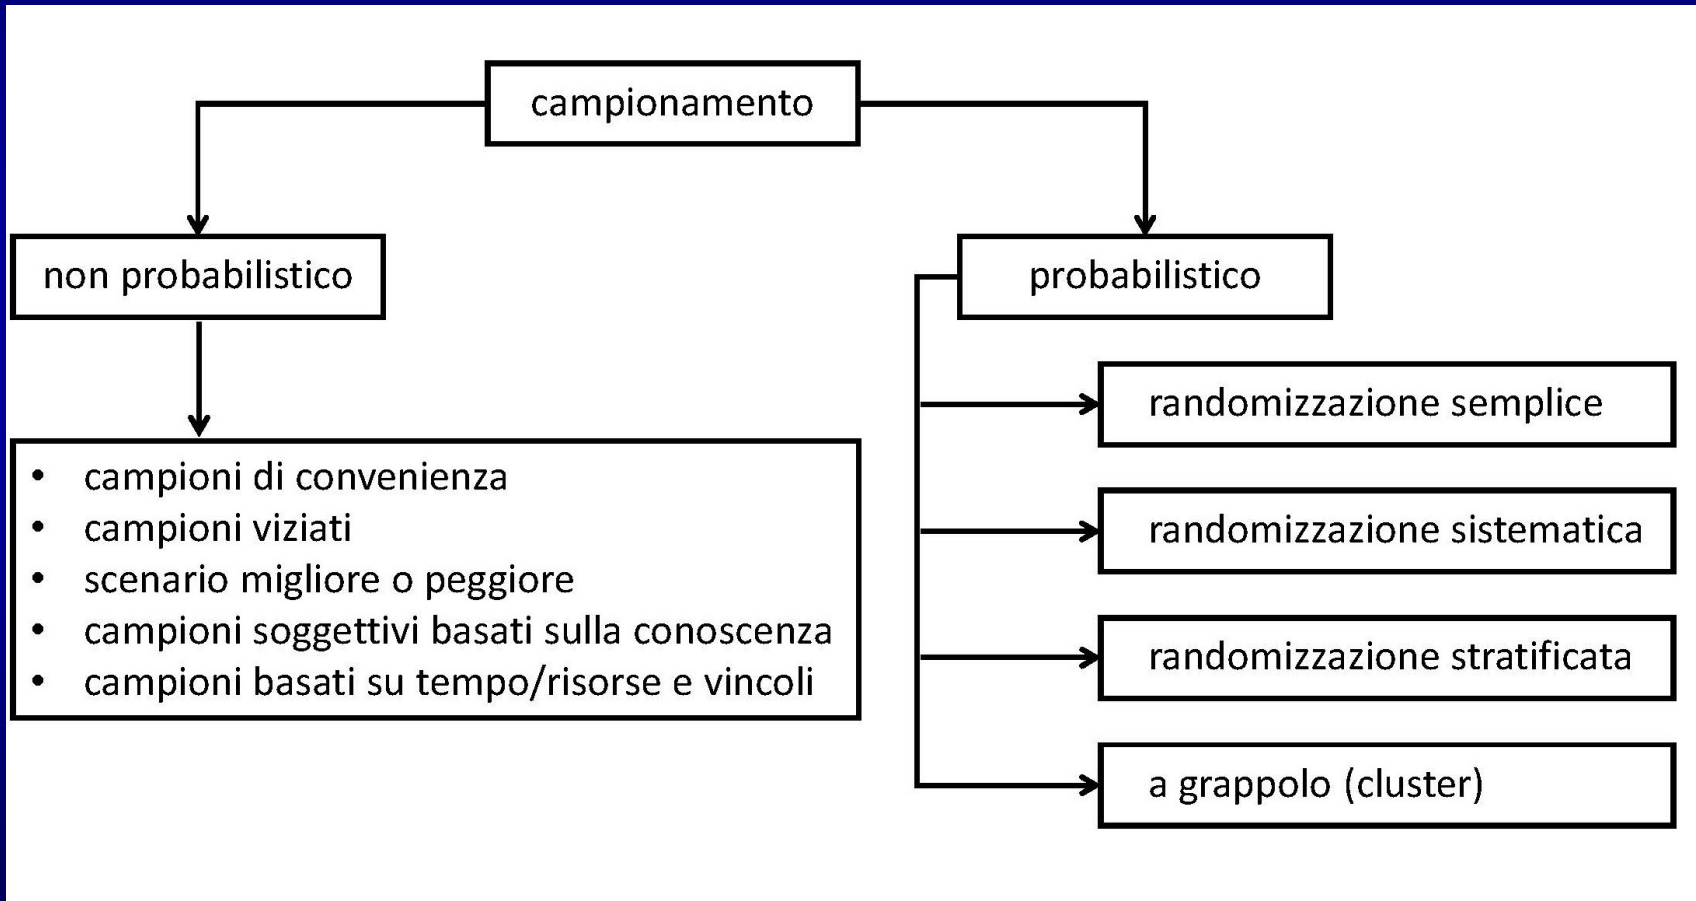 campionamento
non probabilistico
probabilistico
• campioni di convenienza
• campioni viziati
• scenario migliore o peggiore
• campioni soggettivi basati sulla conoscenza
• campioni basati su tempo/risorse e vincoli
randomizzazione semplice
randomizzazione sistematica
randomizzazione stratificata
a grappolo (cluster)